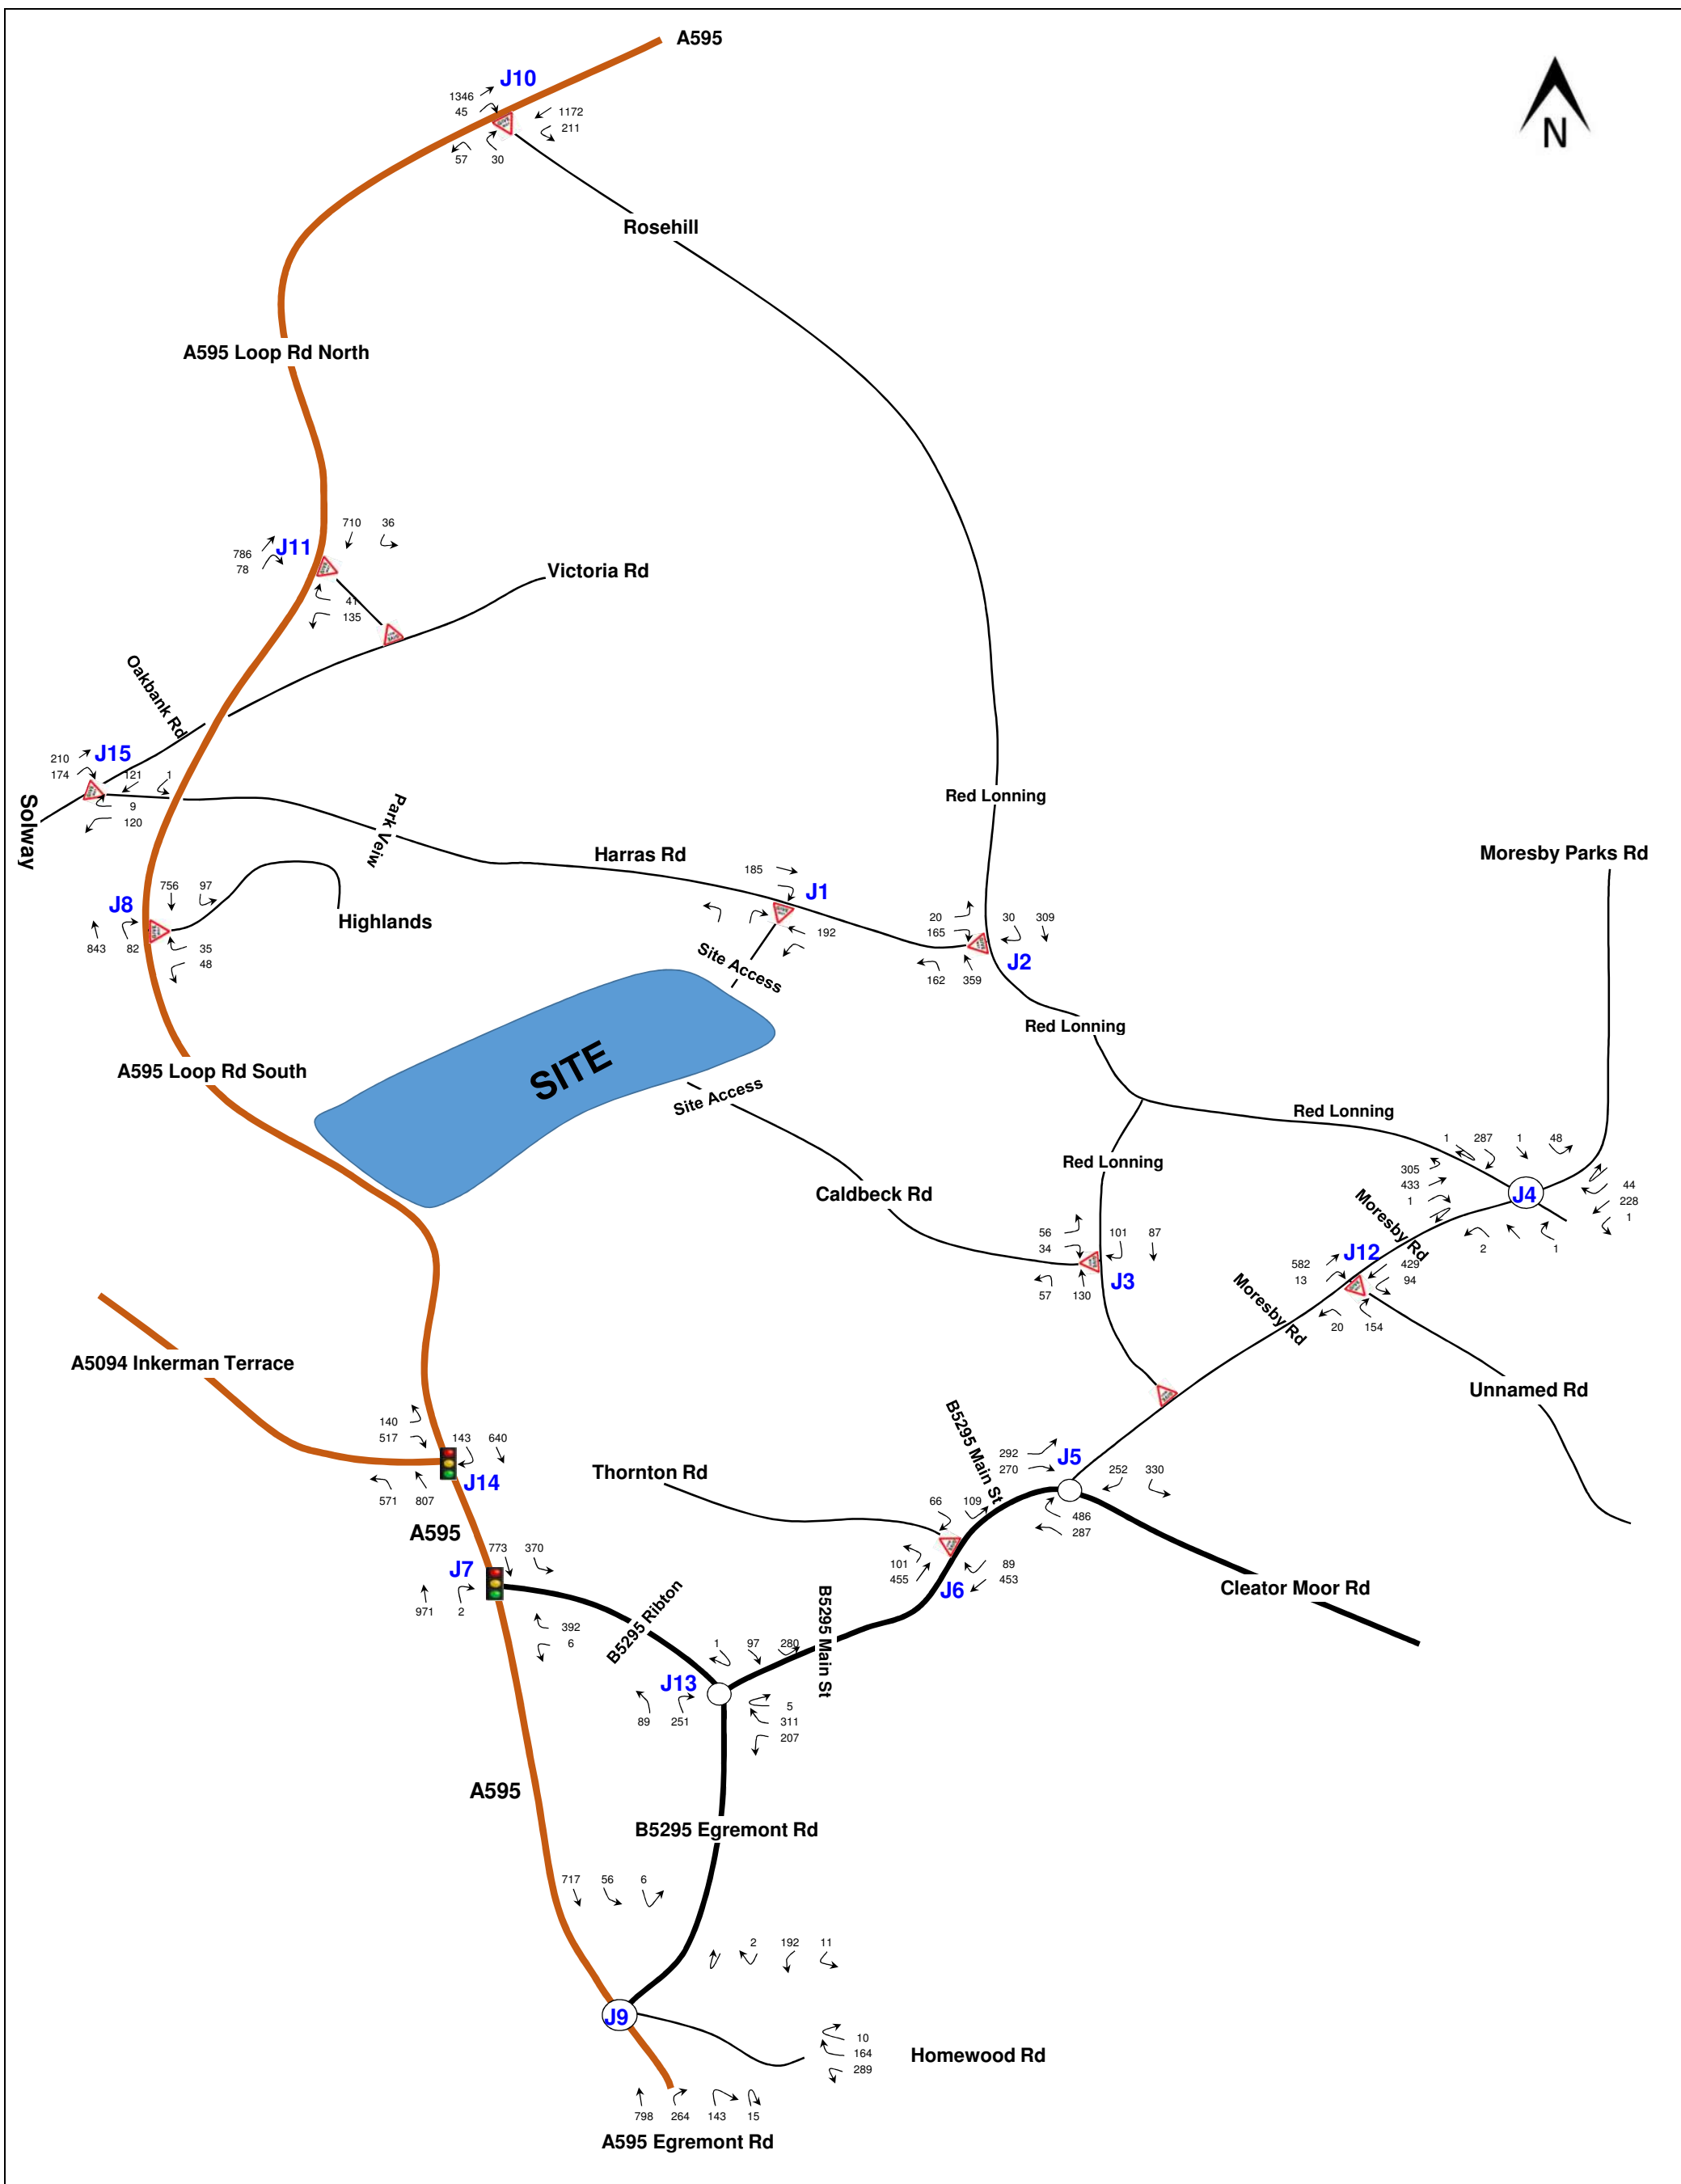 A595
J10
1346
45
1172
211
57 30
N
Rosehill
A595 Loop Rd North
710 36
786
78
J11
41
135
Victoria Rd
Oakbank Rd
J15
210
174
121 1
9
120
Solway
Park Veiw
Red Lonning
Harras Rd
Moresby Parks Rd
185
J1
192
J8
756 97
843 82
35
48
Highlands
Site Access
20
165
30 309
J2
162 359
Red Lonning
SITE
A595 Loop Rd South
Site Access
Red Lonning
1 287 1 48
305
433
1
J4
44
228
1
2 1
Red Lonning
Caldbeck Rd
56
34
101 87
J3
57 130
Moresby Rd
J12
582
13
429
94
20 154
Moresby Rd
A5094 Inkerman Terrace
Unnamed Rd
140
517
143 640
J14
571 807
B5295 Main St
J5
292
270
252 330
486
287
Thornton Rd
66 109
101
455
89
453
J6
A595
773 370
J7
971 2
392
6
Cleator Moor Rd
B5295 Ribton
B5295 Main St
1 97 280
J13
89 251
5
311
207
A595
B5295 Egremont Rd
717 56 6
2 192 11
J9
10
164
289
Homewood Rd
798 264 143 15
A595 Egremont Rd